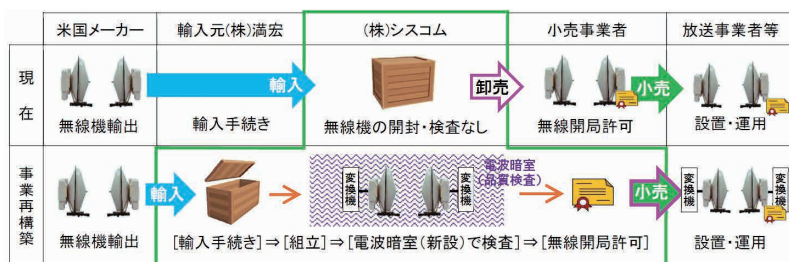 米国メーカー 輸入元(株)満宏 (株)シスコム 小売事業者 放送事業者等
現在
輸入
卸売
小売
無線機輸出 輸入手続き 無線機の開封・検査なし 無線開局許可 設置・運用
事業再構築
輸入
変換機
変換機
電波暗室
(品質検査)
小売
変換機
変換機
無線機輸出 [輸入手続き]⇒[組立]⇒[電波暗室(新設)で検査]⇒[無線開局許可] 設置・運用